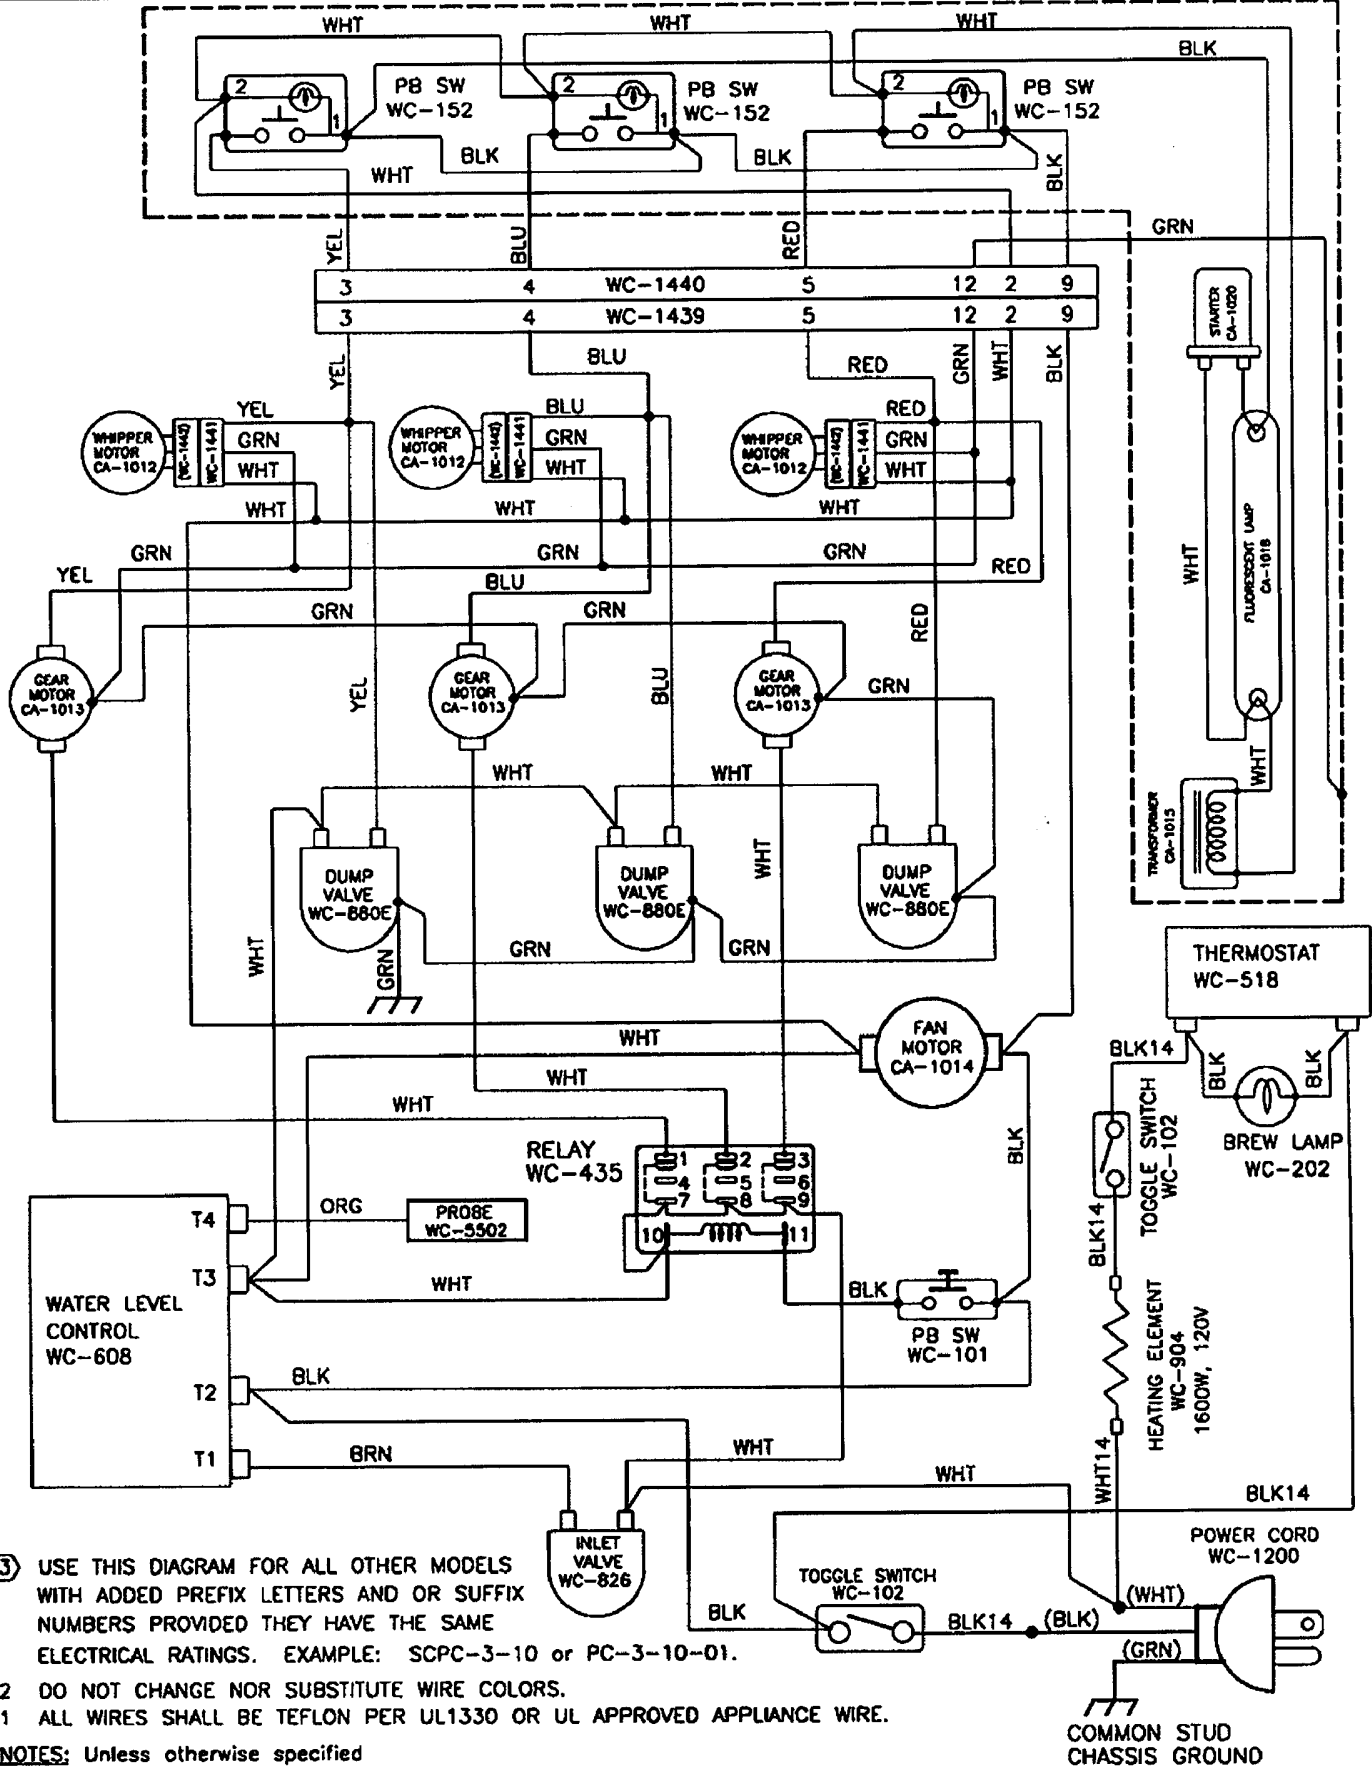 WHT
WHT
WHT
BLK
2
1
PB SW
WC-152
2
1
PB SW
WC-152
2
1
PB SW
WC-152
BLK
BLK
BLK
WHT
YEL
BLU
RED
GRN
3 4 WC-1440 5 12 2 9
3 4 WC-1439 5 12 2 9
STARTER
CA-1020
YEL
BLU
RED
GRN
WHT
BLK
WHIPPER
MOTOR
CA-1012
(WC-1442)
WC-1441
YEL
GRN
WHT
WHIPPER
MOTOR
CA-1012
(WC-1442)
WC-1441
BLU
GRN
WHT
WHIPPER
MOTOR
CA-1012
(WC-1442)
WC-1441
RED
GRN
WHT
WHT
WHT
WHT
GRN
GRN
GRN
YEL
BLU
RED
GRN
GRN
RED
WHT
FLUORESCENT LAMP
CA-1018
GEAR
MOTOR
CA-1013
YEL
GEAR
MOTOR
CA-1013
BLU
GEAR
MOTOR
CA-1013
GRN
WHT
WHT
WHT
WHT
TRANSFORMER
CA-1015
DUMP
VALVE
WC-880E
DUMP
VALVE
WC-880E
DUMP
VALVE
WC-880E
WHT
GRN
GRN
GRN
THERMOSTAT
WC-518
FAN
MOTOR
CA-1014
WHT
WHT
WHT
BLK14
BLK
BLK
BREW LAMP
WC-202
TOGGLE SWITCH
WC-102
BLK
RELAY
WC-435
1 2 3
4 5 6
7 8 9
10 11
WATER LEVEL
CONTROL
WC-608
T4
ORG
PROBE
WC-5502
T3
WHT
BLK
PB SW
WC-101
BLK14
HEATING ELEMENT
WC-904
1600W, 120V
T2
BLK
T1
BRN
WHT
WHT
WHT14
BLK14
INLET
VALVE
WC-826
BLK
TOGGLE SWITCH
WC-102
BLK14
(BLK)
(WHT)
(GRN)
POWER CORD
WC-1200
COMMON STUD
CHASSIS GROUND
3 USE THIS DIAGRAM FOR ALL OTHER MODELS
WITH ADDED PREFIX LETTERS AND OR SUFFIX
NUMBERS PROVIDED THEY HAVE THE SAME
ELECTRICAL RATINGS. EXAMPLE: SCPC-3-10 or PC-3-10-01.
2 DO NOT CHANGE NOR SUBSTITUTE WIRE COLORS.
1 ALL WIRES SHALL BE TEFLON PER UL1330 OR UL APPROVED APPLIANCE WIRE.
NOTES: Unless otherwise specified